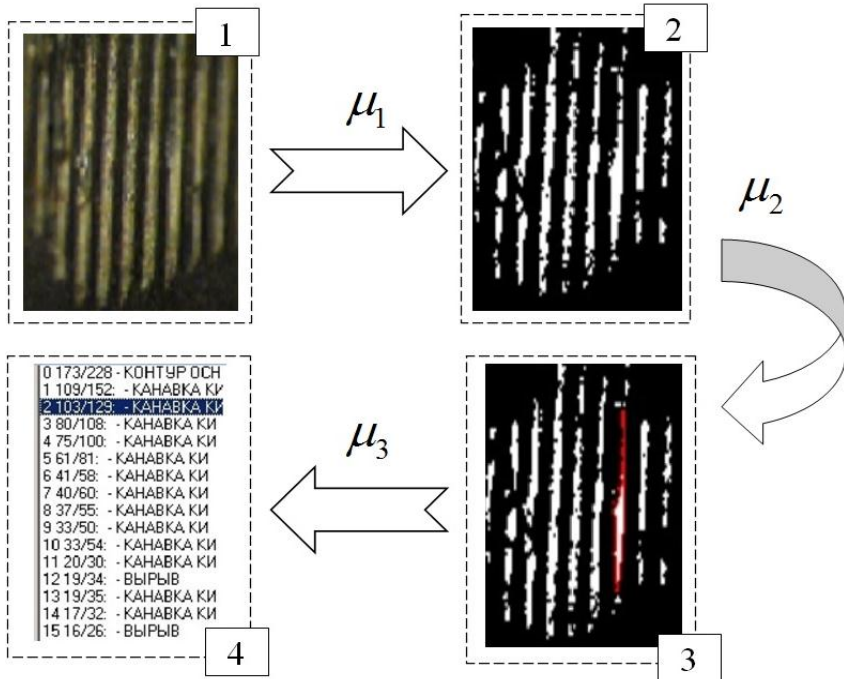 1
μ1
2
μ2
0 173/228 - КОНТУР ОСН
1 109/152: - КАНАВКА КИ
2 103/129: - КАНАВКА КИ
3 80/108: - КАНАВКА КИ
4 75/100: - КАНАВКА КИ
5 61/81: - КАНАВКА КИ
6 41/58: - КАНАВКА КИ
7 40/60: - КАНАВКА КИ
8 37/55: - КАНАВКА КИ
9 33/50: - КАНАВКА КИ
10 33/54: - КАНАВКА КИ
11 20/30: - КАНАВКА КИ
12 19/34: - ВЫРЫВ
13 19/35: - КАНАВКА КИ
14 17/32: - КАНАВКА КИ
15 16/26: - ВЫРЫВ
4
μ3
3